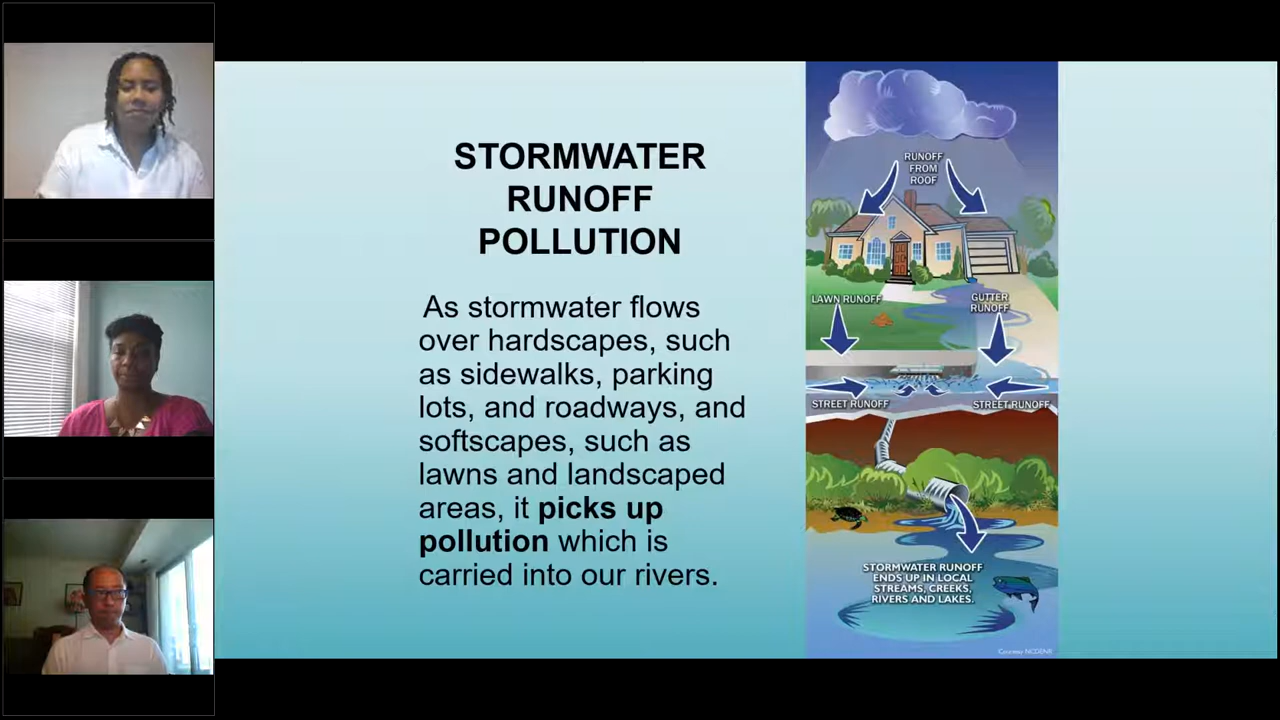 STORMWATER
RUNOFF
POLLUTION
As stormwater flows
over hardscapes, such
as sidewalks, parking
lots, and roadways, and
softscapes, such as
lawns and landscaped
areas, it picks up
pollution which is
carried into our rivers.
RUNOFF
FROM
ROOF
LAWN RUNOFF
GUTTER
RUNOFF
STREET RUNOFF
STREET RUNOFF
STORMWATER RUNOFF
ENDS UP IN LOCAL
STREAMS, CREEKS,
RIVERS AND LAKES.
Courtesy NCDENR